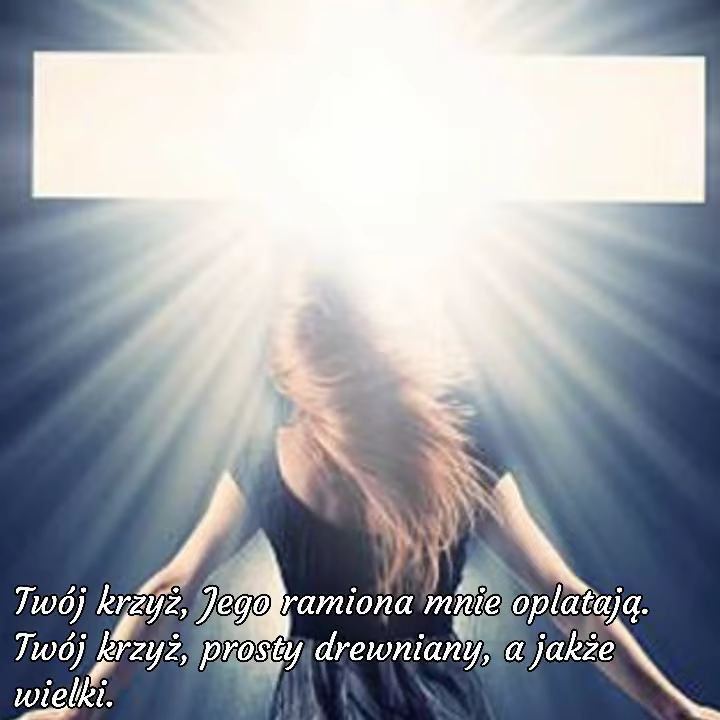 Twój krzyż, Jego ramiona mnie oplatają.
Twój krzyż, prosty drewniany, a jakże
wielki.